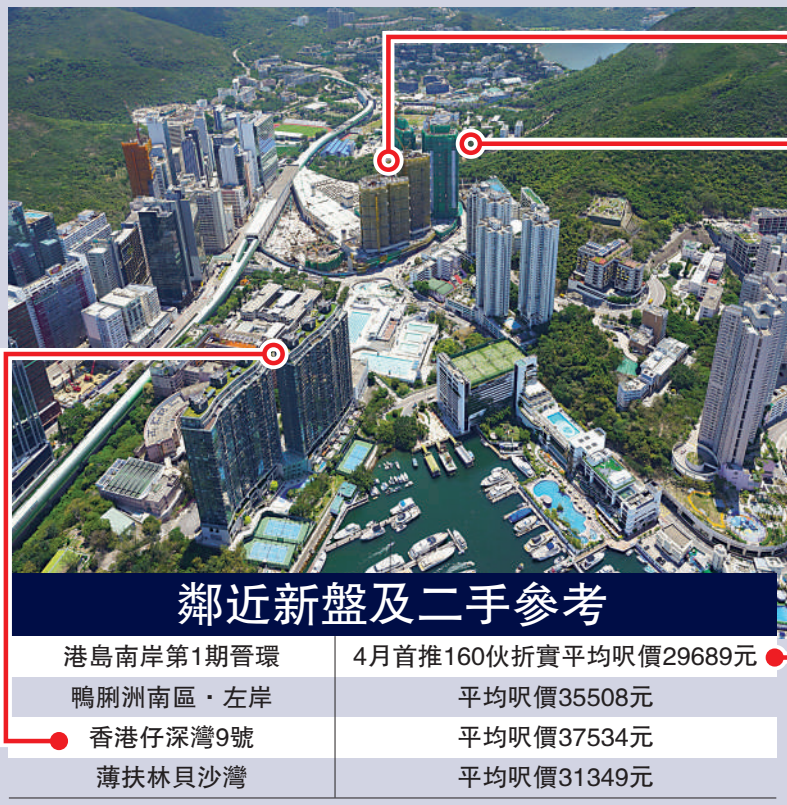 鄰近新盤及二手參考
港島南岸第1期晉環 4月首推160伙折實平均呎價29689元
鴨脷洲南區・左岸 平均呎價35508元
香港仔深灣9號 平均呎價37534元
薄扶林貝沙灣 平均呎價31349元